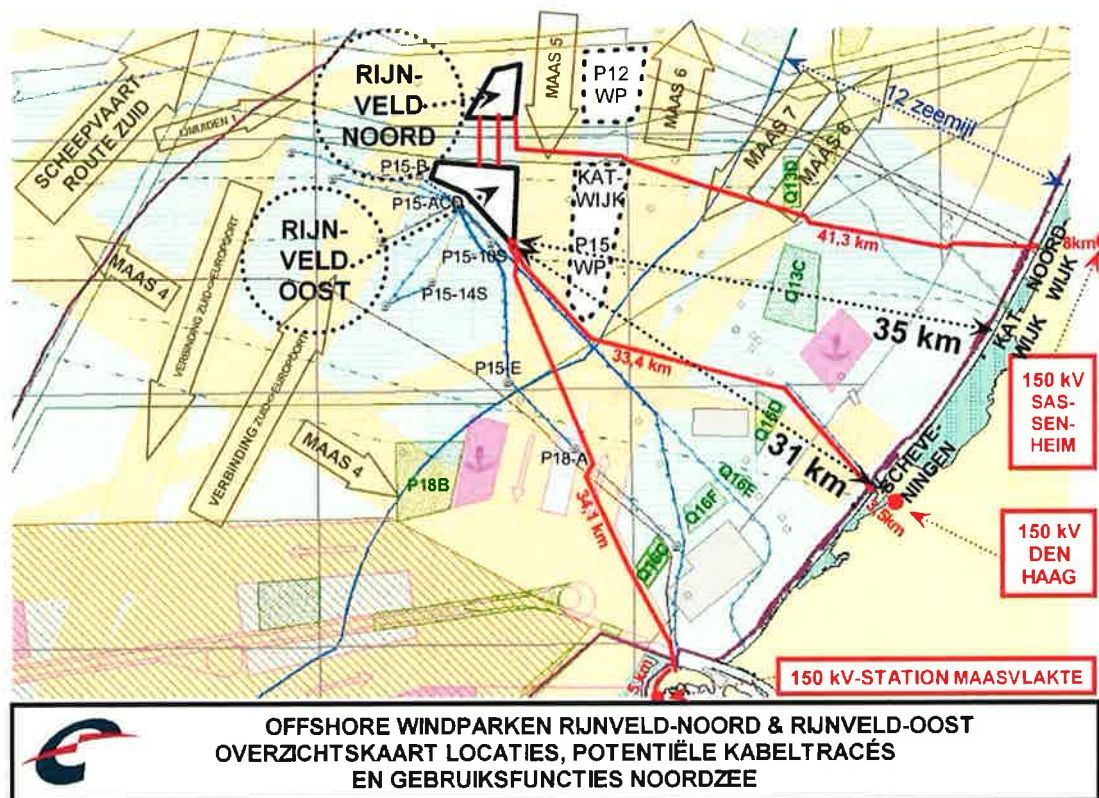 SCHEEPVAART
ROUTE ZUID
RIJN-
VELD
NOORD
MAAS 5
P12
WP
MAAS 6
12 zeemijl
MAAS 7
MAAS 8
P15-B
P15-ACD
KAT-
WIJK
P15
WP
Q13D
41.3 km
8km
NOORD
WIJK
KAT-
WIJK
RIJN-
VELD
OOST
MAAS 4
P15-10S
P15-14S
Q13C
35 km
VERBINDING ZUID-EUROPOORT
VERBINDING ZUID-EUROPOORT
P15-E
33,4 km
150 kV
SAS-
SEN-
HEIM
MAAS 4
P18B
P18-A
Q16D
31 km
Q16E
Q16F
SCHEVE-
NINGEN
3,5km
34,1 km
150 kV
DEN
HAAG
5 km
150 kV-STATION MAASVLAKTE
OFFSHORE WINDPARKEN RIJNVELD-NOORD & RIJNVELD-OOST
OVERZICHTSKAART LOCATIES, POTENTIËLE KABELTRACÉS
EN GEBRUIKSFUNCTIES NOORDZEE